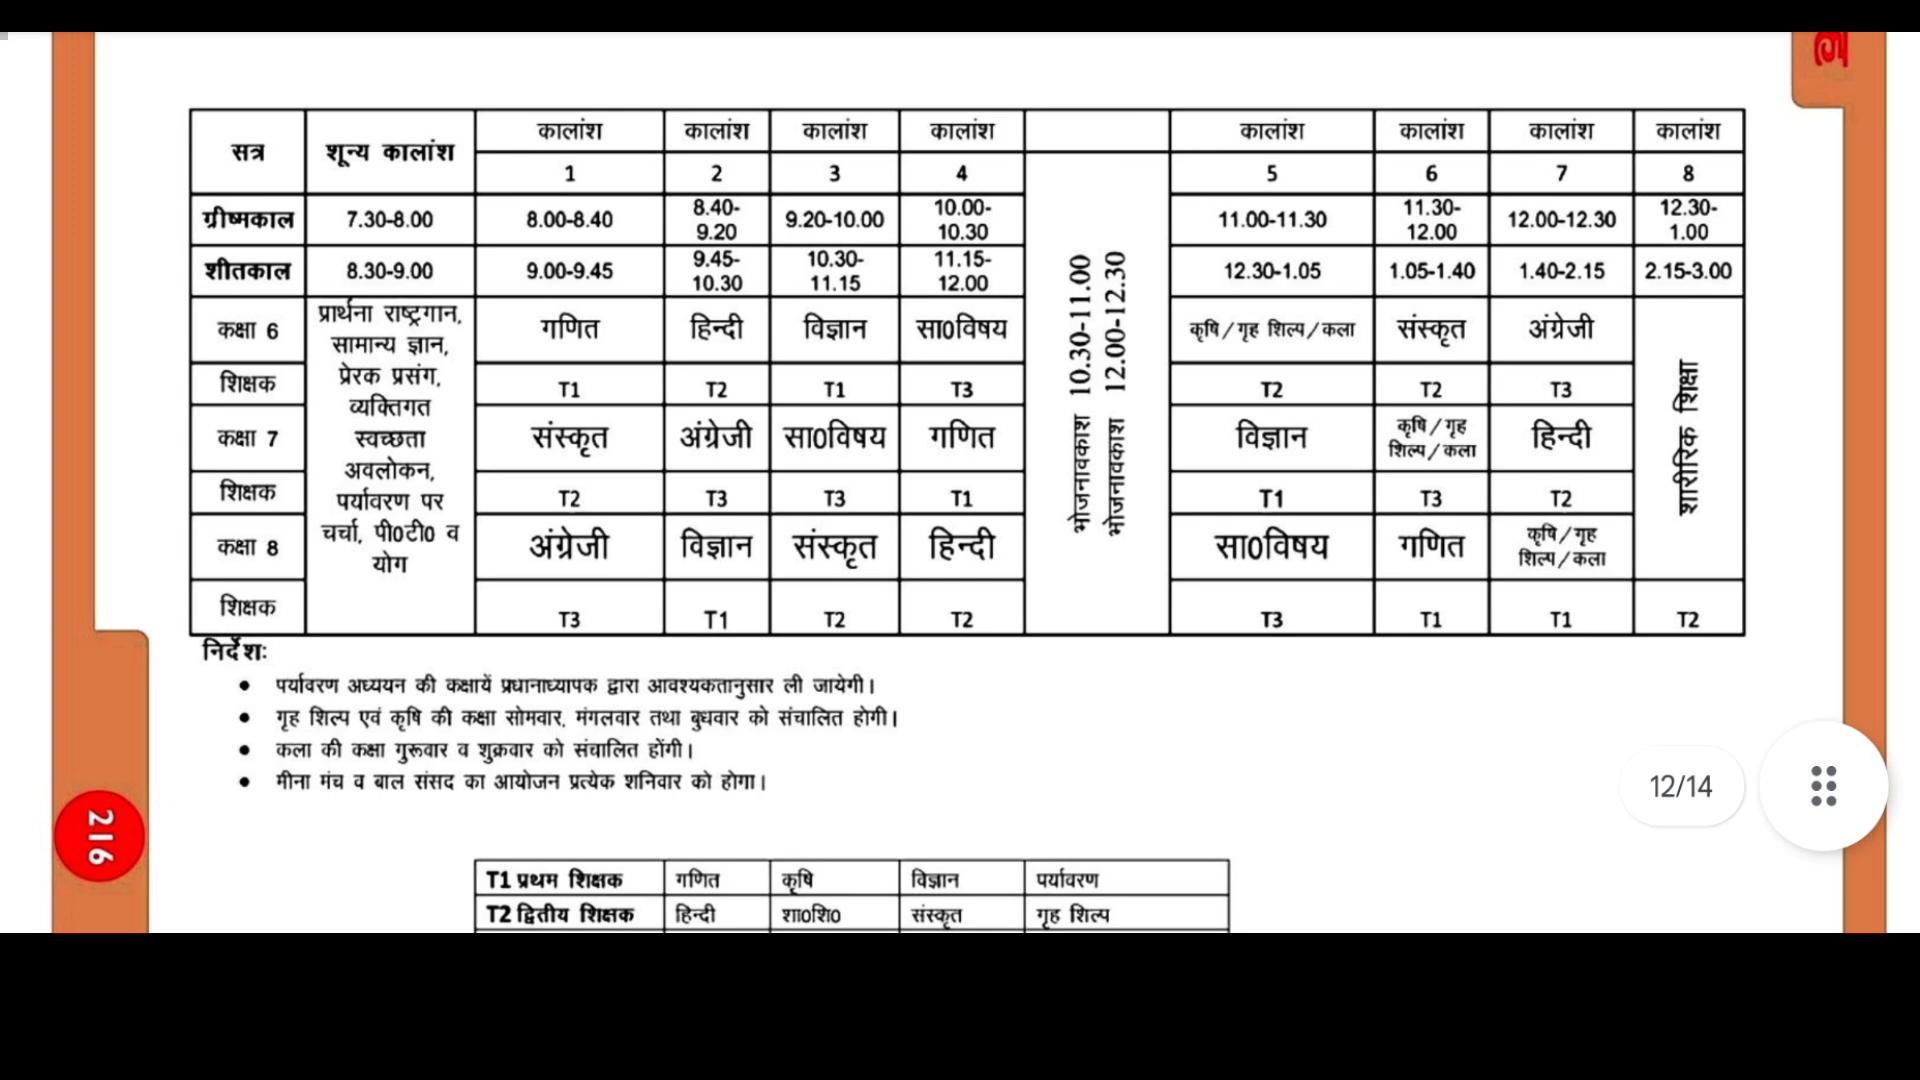 सत्र शून्य कालांश कालांश कालांश कालांश कालांश कालांश कालांश कालांश कालांश
1 2 3 4 5 6 7 8
ग्रीष्मकाल 7.30-8.00 8.00-8.40 8.40-9.20 9.20-10.00 10.00-10.30 11.00-11.30 11.30-12.00 12.00-12.30 12.30-1.00
शीतकाल 8.30-9.00 9.00-9.45 9.45-10.30 10.30-11.15 11.15-12.00 12.30-1.05 1.05-1.40 1.40-2.15 2.15-3.00
भोजनावकाश 10.30-11.00
भोजनावकाश 12.00-12.30
प्रार्थना राष्ट्रगान,
सामान्य ज्ञान,
प्रेरक प्रसंग,
व्यक्तिगत
स्वच्छता
अवलोकन,
पर्यावरण पर
चर्चा, पी0टी0 व
योग
कक्षा 6 गणित हिन्दी विज्ञान सा0विषय कृषि/गृह शिल्प/कला संस्कृत अंग्रेजी
शिक्षक T1 T2 T1 T3 T2 T2 T3
कक्षा 7 संस्कृत अंग्रेजी सा0विषय गणित विज्ञान कृषि/गृह शिल्प/कला हिन्दी
शिक्षक T2 T3 T3 T1 T1 T3 T2
कक्षा 8 अंग्रेजी विज्ञान संस्कृत हिन्दी सा0विषय गणित कृषि/गृह शिल्प/कला
शारीरिक शिक्षा
शिक्षक T3 T1 T2 T2 T3 T1 T1 T2
निर्देशः
• पर्यावरण अध्ययन की कक्षायें प्रधानाध्यापक द्वारा आवश्यकतानुसार ली जायेगी।
• गृह शिल्प एवं कृषि की कक्षा सोमवार, मंगलवार तथा बुधवार को संचालित होगी।
• कला की कक्षा गुरूवार व शुक्रवार को संचालित होंगी।
• मीना मंच व बाल संसद का आयोजन प्रत्येक शनिवार को होगा।
12/14
216
T1 प्रथम शिक्षक गणित कृषि विज्ञान पर्यावरण
T2 द्वितीय शिक्षक हिन्दी शा0शि0 संस्कृत गृह शिल्प